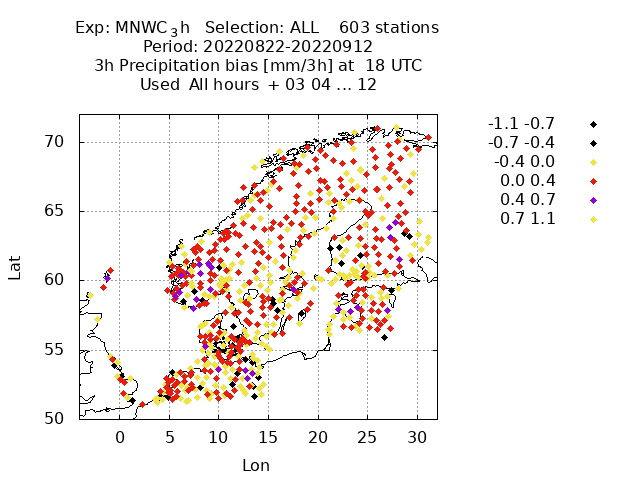 Exp: MNWC_3h   Selection: ALL    603 stations
Period: 20220822-20220912
3h Precipitation bias [mm/3h] at  18 UTC
Used  All hours  + 03 04 ... 12
-1.1 -0.7
-0.7 -0.4
-0.4 0.0
0.0 0.4
0.4 0.7
0.7 1.1
70
65
60
55
50
Lat
0 5 10 15 20 25 30
Lon